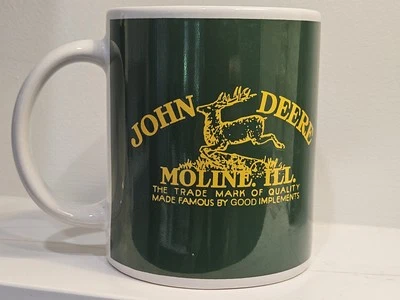 JOHN DEERE
MOLINE, ILL.
THE TRADE MARK OF QUALITY
MADE FAMOUS BY GOOD IMPLEMENTS